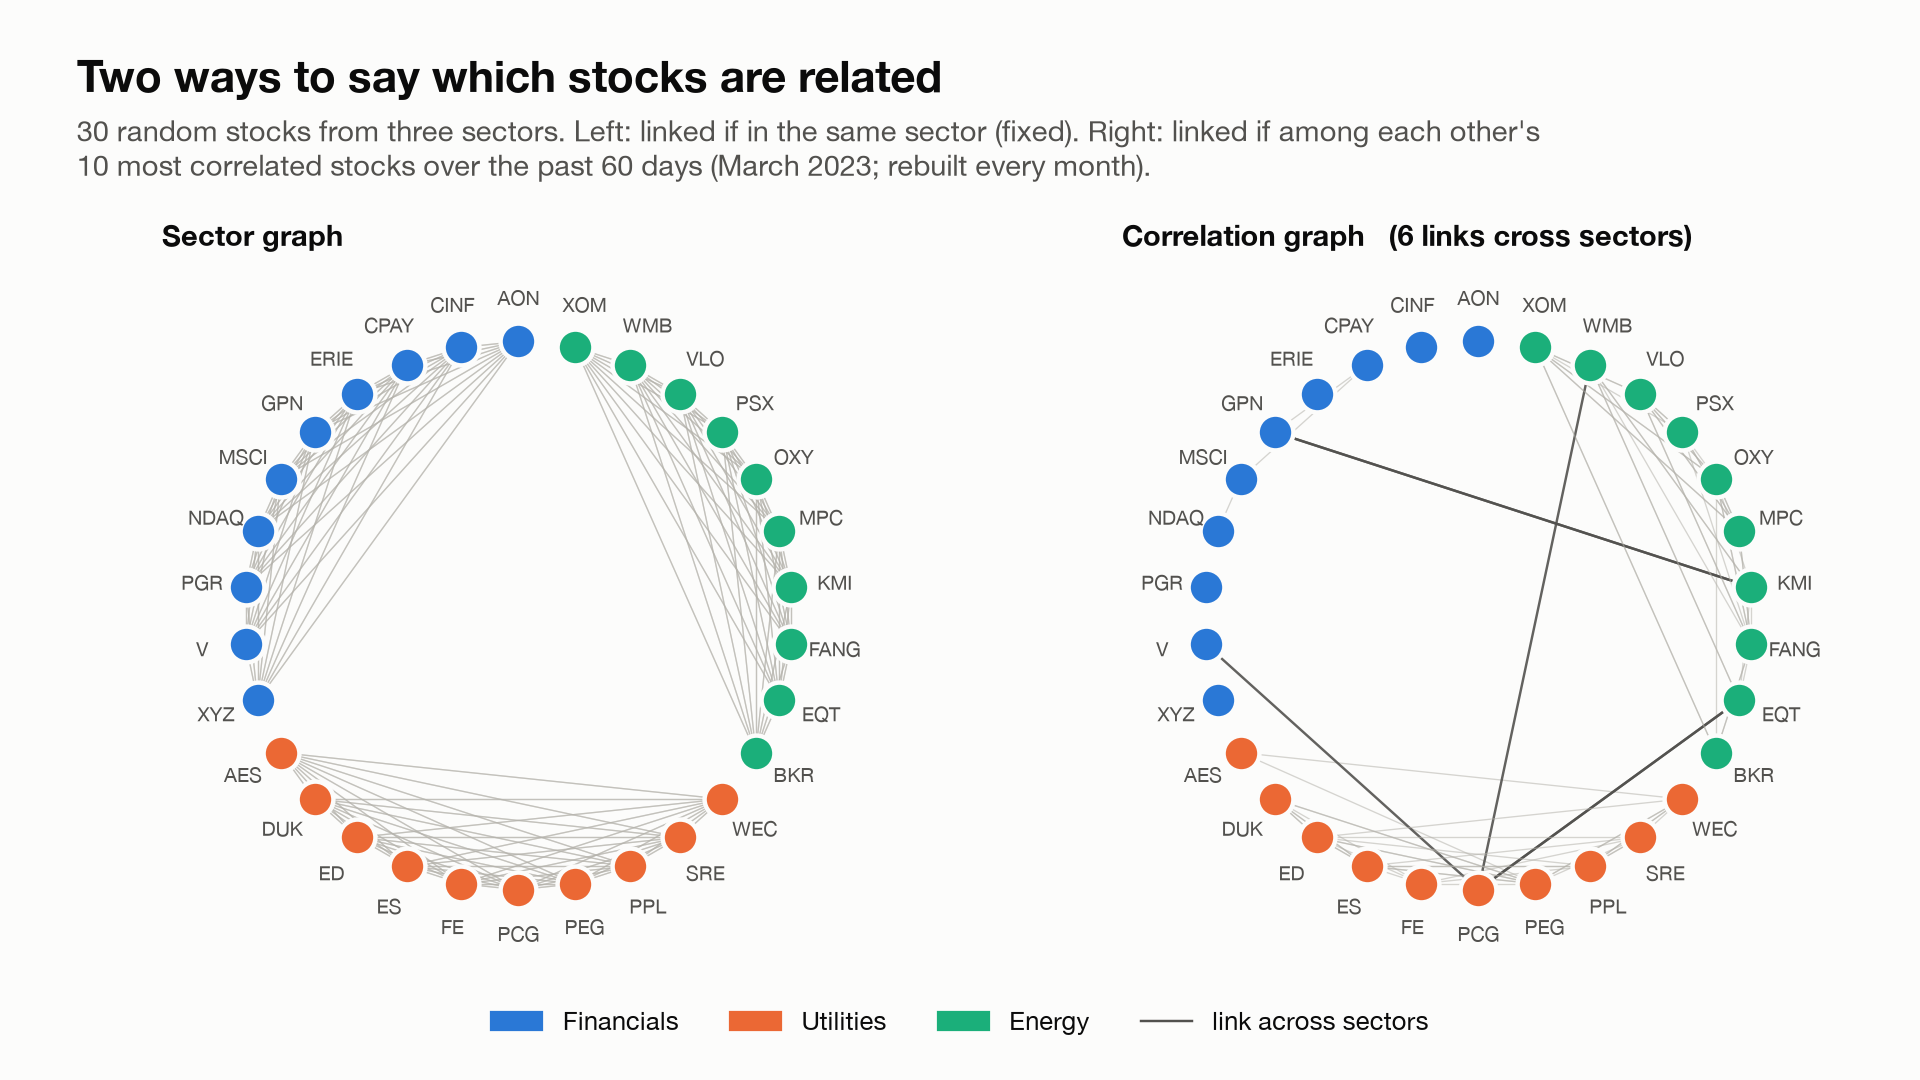 Two ways to say which stocks are related
30 random stocks from three sectors. Left: linked if in the same sector (fixed). Right: linked if among each other's
10 most correlated stocks over the past 60 days (March 2023; rebuilt every month).
Sector graph
AON
XOM
WMB
VLO
PSX
OXY
MPC
KMI
FANG
EQT
BKR
WEC
SRE
PPL
PEG
PCG
FE
ES
ED
DUK
AES
XYZ
V
PGR
NDAQ
MSCI
GPN
ERIE
CPAY
CINF
Correlation graph (6 links cross sectors)
AON
XOM
WMB
VLO
PSX
OXY
MPC
KMI
FANG
EQT
BKR
WEC
SRE
PPL
PEG
PCG
FE
ES
ED
DUK
AES
XYZ
V
PGR
NDAQ
MSCI
GPN
ERIE
CPAY
CINF
Financials
Utilities
Energy
link across sectors